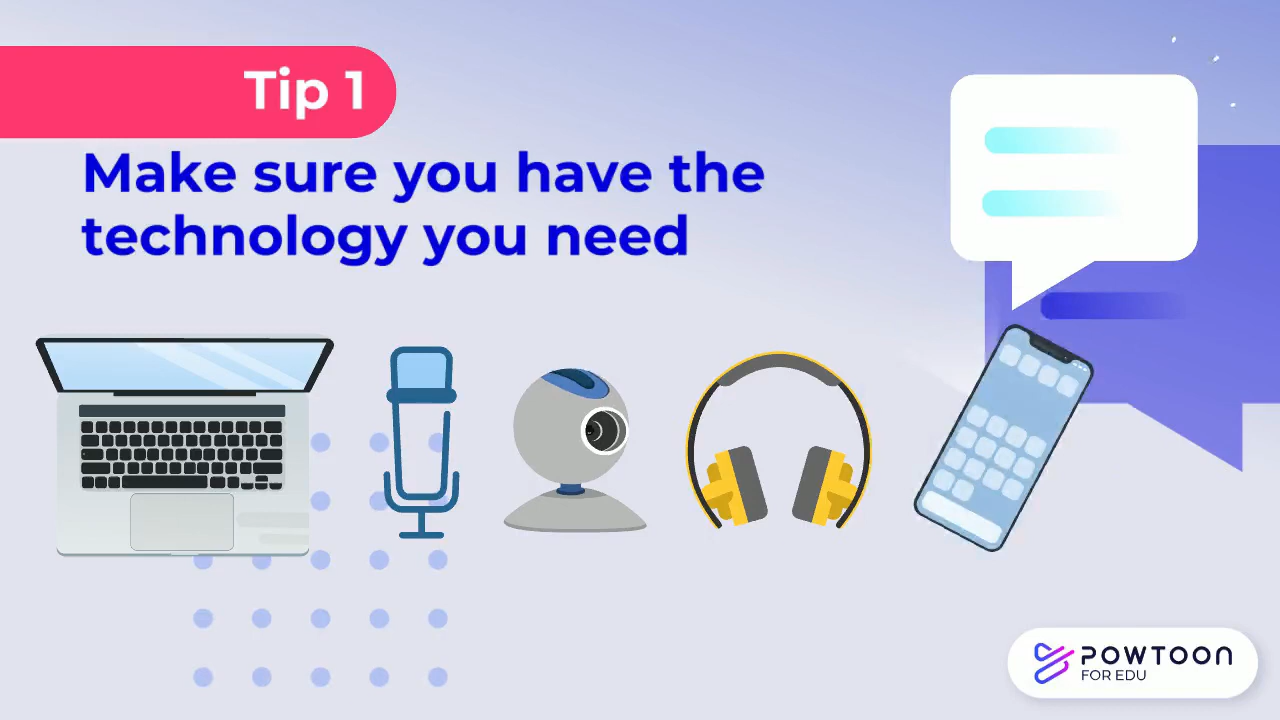 Tip 1
Make sure you have the
technology you need
POWTOON
FOR EDU